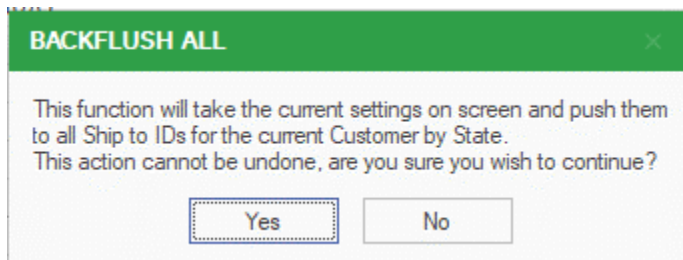 BACKFLUSH ALL
This function will take the current settings on screen and push them
to all Ship to IDs for the current Customer by State.
This action cannot be undone, are you sure you wish to continue?
Yes No